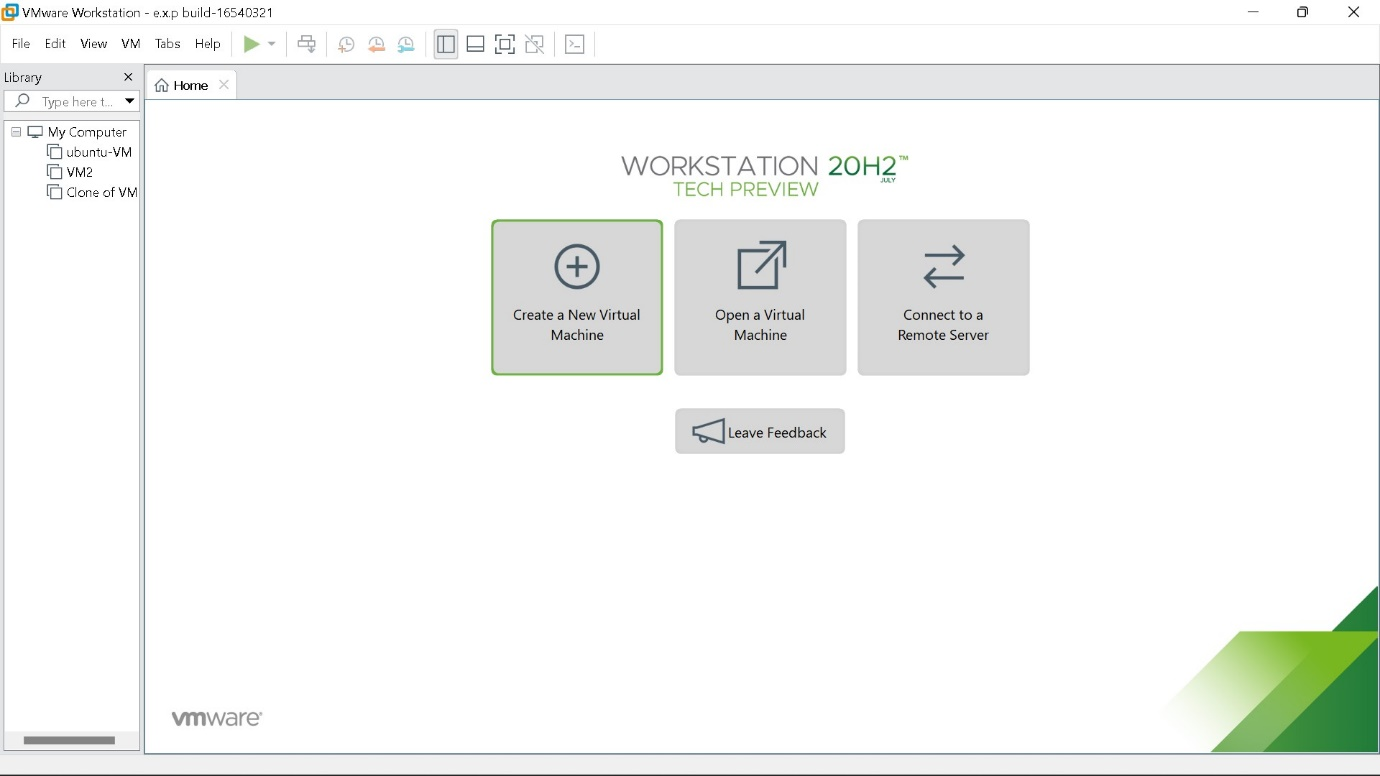 VMware Workstation - e.x.p build-16540321
File Edit View VM Tabs Help
Library
Home
Type here t...
My Computer
ubuntu-VM
VM2
Clone of VM
WORKSTATION 20H2™
JULY
TECH PREVIEW
Create a New Virtual
Machine
Open a Virtual
Machine
Connect to a
Remote Server
Leave Feedback
vmware®